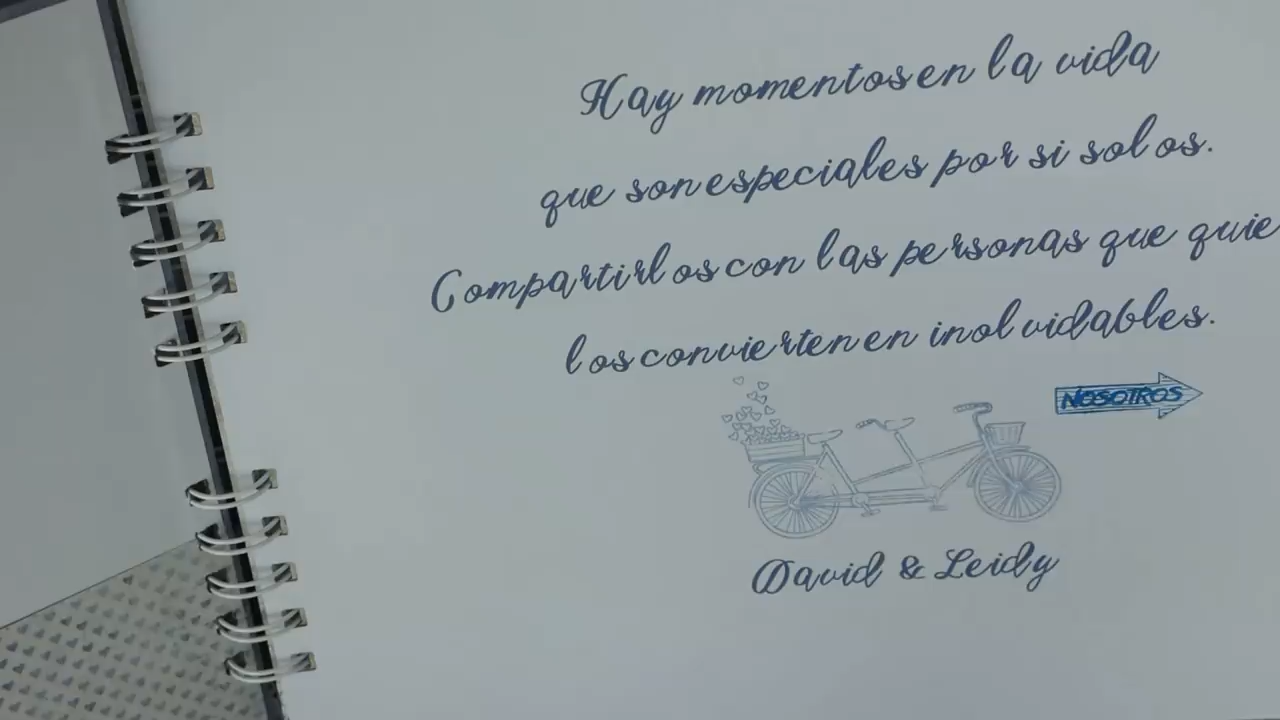 Hay momentos en la vida
que son especiales por si solos.
Compartirlos con las personas que quie
los convierten en inolvidables.
NOSOTROS
David & Leidy